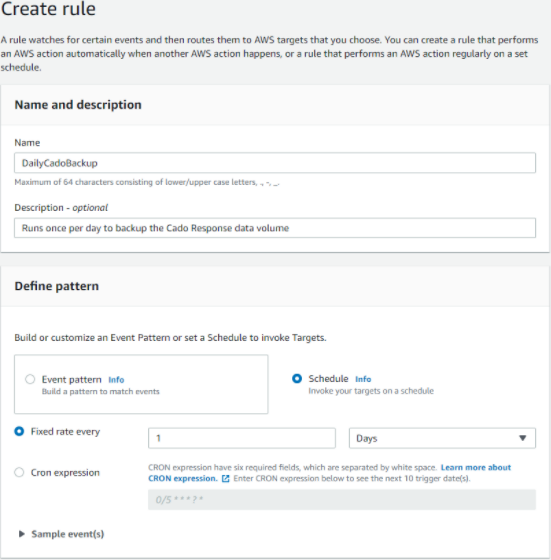 Create rule
A rule watches for certain events and then routes them to AWS targets that you choose. You can create a rule that performs
an AWS action automatically when another AWS action happens, or a rule that performs an AWS action regularly on a set
schedule.
Name and description
Name
DailyCadoBackup
Maximum of 64 characters consisting of lower/upper case letters, ., -, _.
Description - optional
Runs once per day to backup the Cado Response data volume
Define pattern
Build or customize an Event Pattern or set a Schedule to invoke Targets.
Event pattern Info
Build a pattern to match events
Schedule Info
Invoke your targets on a schedule
Fixed rate every
1
Days
Cron expression
CRON expression have six required fields, which are separated by white space. Learn more about
CRON expression. Enter CRON expression below to see the next 10 trigger date(s).
0/5 * * * ? *
Sample event(s)